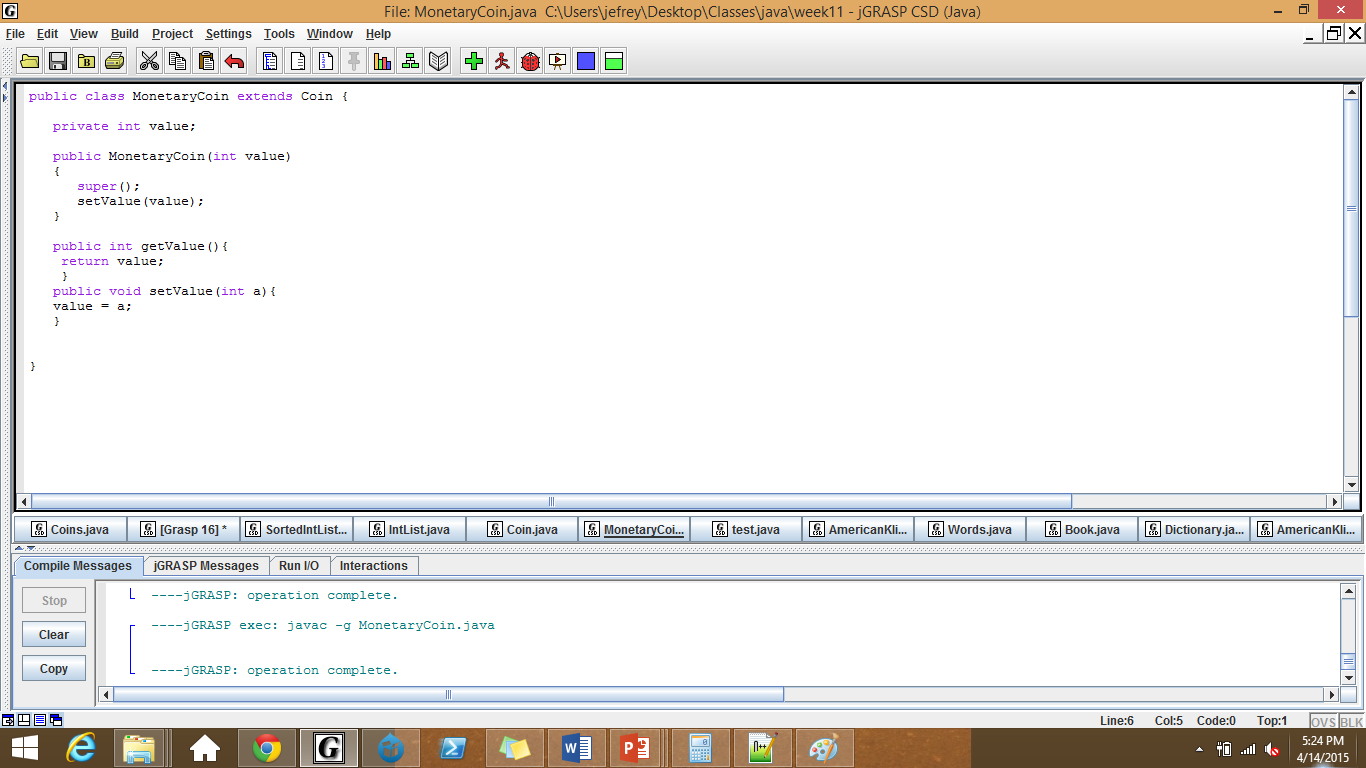 File: MonetaryCoin.java  C:\Users\jefrey\Desktop\Classes\java\week11 - jGRASP CSD (Java)
File Edit View Build Project Settings Tools Window Help
public class MonetaryCoin extends Coin {
private int value;
public MonetaryCoin(int value)
{
super();
setValue(value);
}
public int getValue(){
return value;
}
public void setValue(int a){
value = a;
}
}
Coins.java [Grasp 16] * SortedIntList... IntList.java Coin.java MonetaryCoi... test.java AmericanKli... Words.java Book.java Dictionary.ja... AmericanKli...
Compile Messages jGRASP Messages Run I/O Interactions
Stop
Clear
Copy
----jGRASP: operation complete.
----jGRASP exec: javac -g MonetaryCoin.java
----jGRASP: operation complete.
Line:6 Col:5 Code:0 Top:1 OVS BLK
5:24 PM
4/14/2015